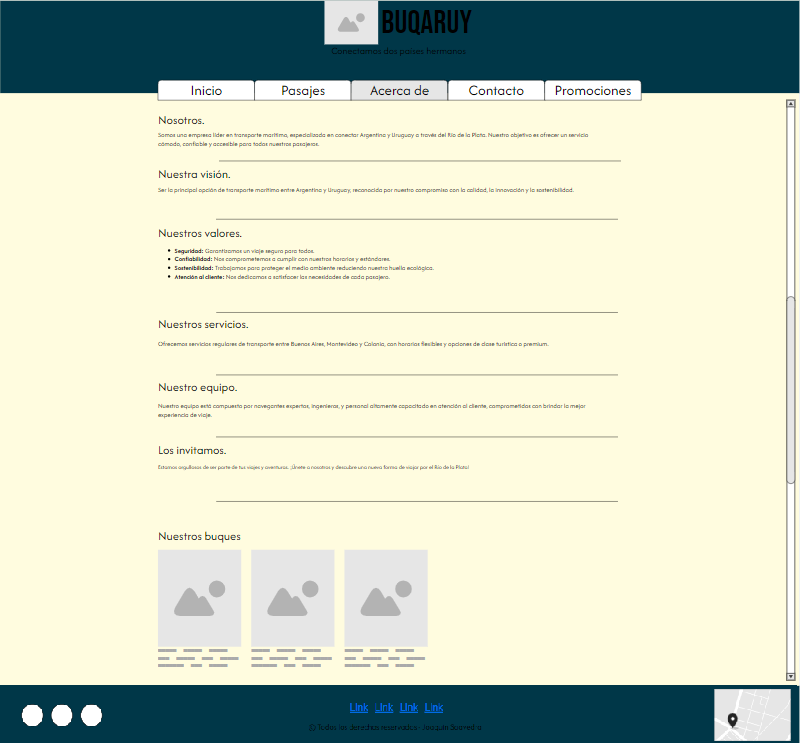 BUQARUY
Conectamos dos países hermanos
Inicio
Pasajes
Acerca de
Contacto
Promociones
Nosotros.
Somos una empresa líder en transporte marítimo, especializada en conectar Argentina y Uruguay a través del Río de la Plata. Nuestro objetivo es ofrecer un servicio
cómodo, confiable y accesible para todos nuestros pasajeros.
Nuestra visión.
Ser la principal opción de transporte marítimo entre Argentina y Uruguay, reconocida por nuestro compromiso con la calidad, la innovación y la sostenibilidad.
Nuestros valores.
Seguridad: Garantizamos un viaje seguro para todos.
Confiabilidad: Nos comprometemos a cumplir con nuestros horarios y estándares.
Sostenibilidad: Trabajamos para proteger el medio ambiente reduciendo nuestra huella ecológica.
Atención al cliente: Nos dedicamos a satisfacer las necesidades de cada pasajero.
Nuestros servicios.
Ofrecemos servicios regulares de transporte entre Buenos Aires, Montevideo y Colonia, con horarios flexibles y opciones de clase turística o premium.
Nuestro equipo.
Nuestro equipo está compuesto por navegantes expertos, ingenieros, y personal altamente capacitado en atención al cliente, comprometidos con brindar la mejor
experiencia de viaje.
Los invitamos.
Estamos orgullosos de ser parte de tus viajes y aventuras. ¡Únete a nosotros y descubre una nueva forma de viajar por el Río de la Plata!
Nuestros buques
Link Link Link Link
© Todos los derechos reservados- Joaquin Saavedra